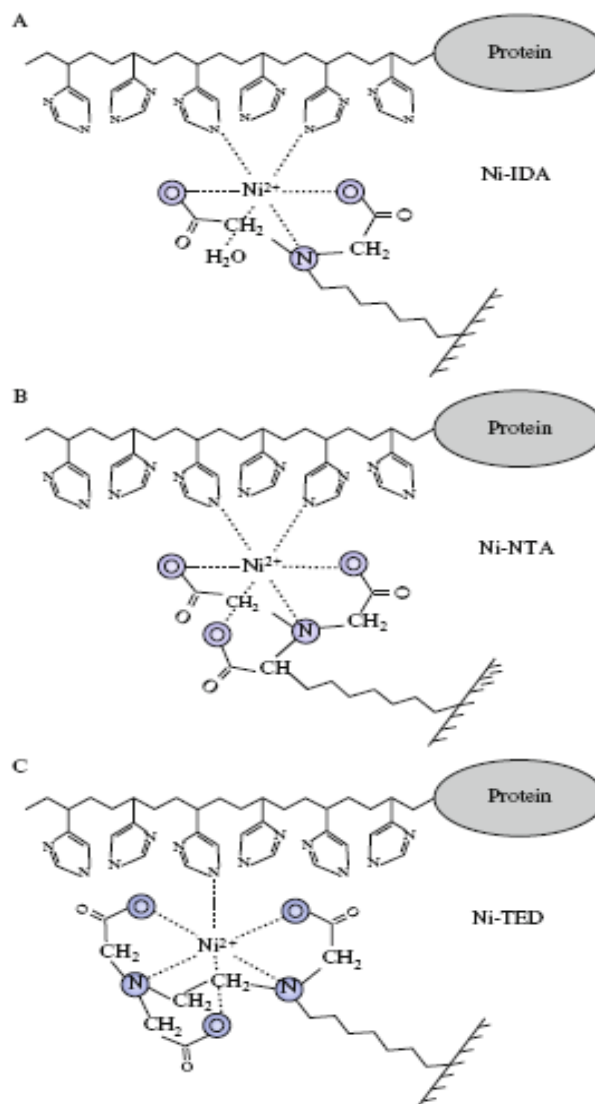 A
Protein
N N N N N N
N N N N N N
Ni-IDA
O Ni²⁺ O
O CH₂ O
H₂O N CH₂
B
Protein
N N N N N N
N N N N N N
Ni-NTA
O Ni²⁺ O
O CH₂ O
O N CH₂
O CH
C
Protein
N N N N N N
N N N N N N
Ni-TED
O O O O
Ni²⁺
CH₂ CH₂
N CH₂ CH₂ N
CH₂ O
O